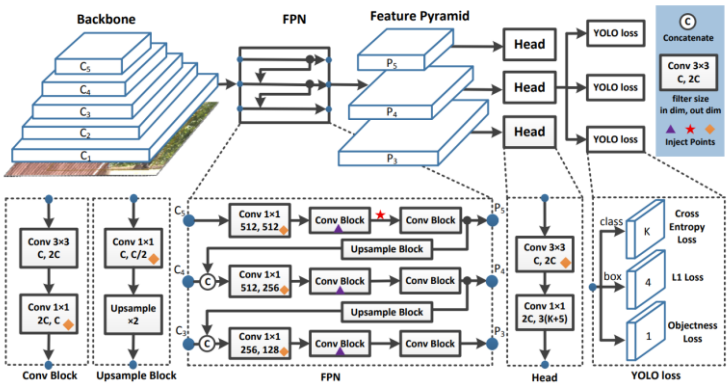 Backbone
FPN
Feature Pyramid
C5
C4
C3
C2
C1
P5
P4
P3
Head
Head
Head
YOLO loss
YOLO loss
YOLO loss
C
Concatenate
Conv 3×3
C, 2C
filter size
in dim, out dim
Inject Points
Conv 3×3
C, 2C
Conv 1×1
2C, C
Conv Block
Conv 1×1
C, C/2
Upsample
×2
Upsample Block
C5
Conv 1×1
512, 512
Conv Block
Conv Block
P5
Upsample Block
C4
C
Conv 1×1
512, 256
Conv Block
Conv Block
P4
Upsample Block
C3
C
Conv 1×1
256, 128
Conv Block
Conv Block
P3
FPN
Conv 3×3
C, 2C
Conv 1×1
2C, 3(K+5)
Head
class
K
Cross
Entropy
Loss
box
4
L1 Loss
1
Objectness
Loss
YOLO loss